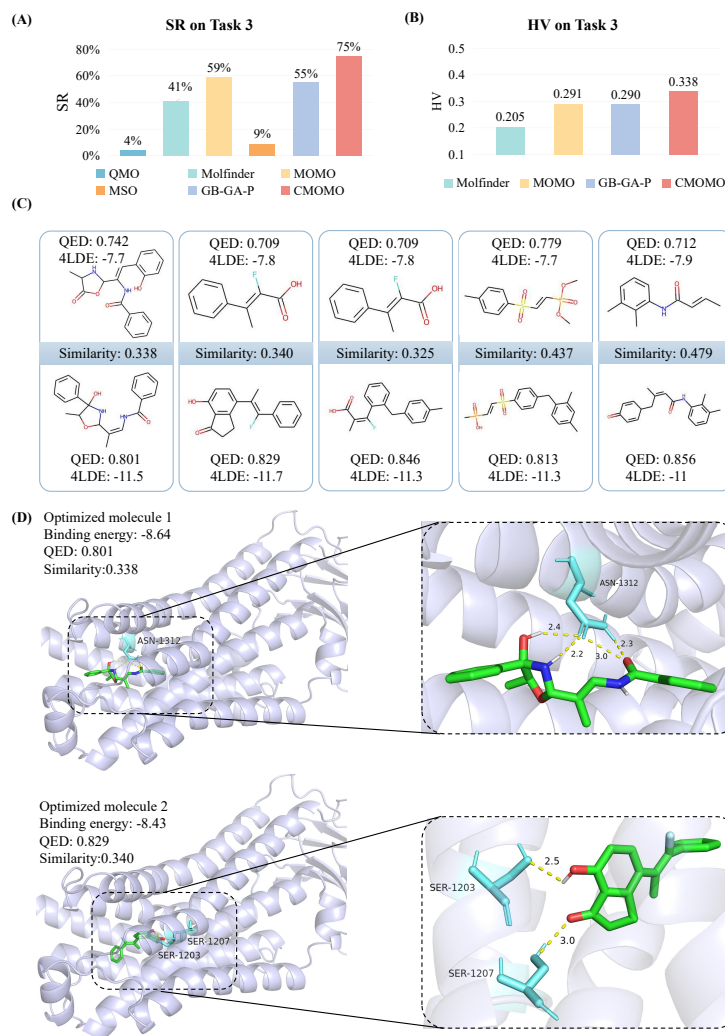 (A)
SR on Task 3
SR
80%
60%
40%
20%
0%
4%
41%
59%
9%
55%
75%
QMO
Molfinder
MOMO
MSO
GB-GA-P
CMOMO
(B)
HV on Task 3
HV
0.5
0.4
0.3
0.2
0.1
0.205
0.291
0.290
0.338
Molfinder
MOMO
GB-GA-P
CMOMO
(C)
QED: 0.742
4LDE: -7.7
Similarity: 0.338
QED: 0.801
4LDE: -11.5
QED: 0.709
4LDE: -7.8
Similarity: 0.340
QED: 0.829
4LDE: -11.7
QED: 0.709
4LDE: -7.8
Similarity: 0.325
QED: 0.846
4LDE: -11.3
QED: 0.779
4LDE: -7.7
Similarity: 0.437
QED: 0.813
4LDE: -11.3
QED: 0.712
4LDE: -7.9
Similarity: 0.479
QED: 0.856
4LDE: -11
(D)
Optimized molecule 1
Binding energy: -8.64
QED: 0.801
Similarity:0.338
ASN-1312
ASN-1312
2.4
2.2
3.0
2.3
Optimized molecule 2
Binding energy: -8.43
QED: 0.829
Similarity:0.340
SER-1207
SER-1203
2.5
SER-1203
3.0
SER-1207